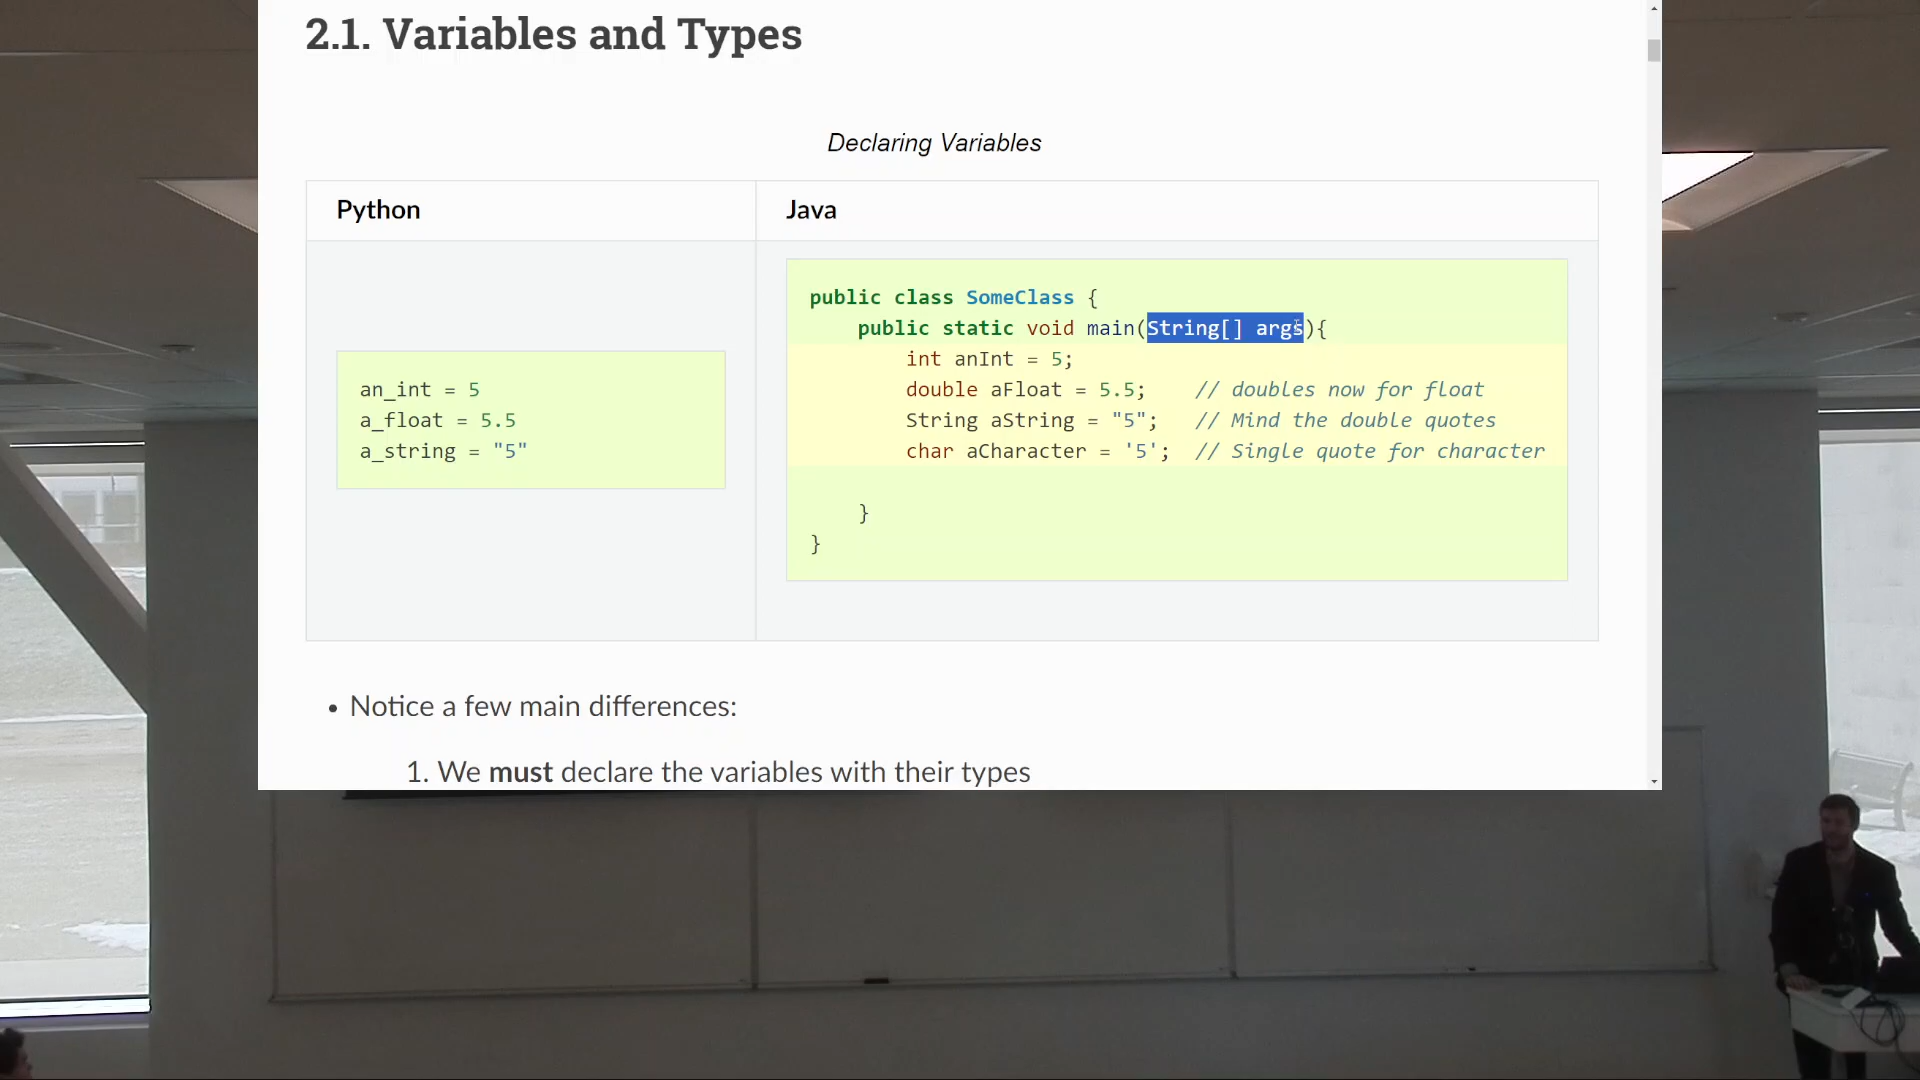 2.1. Variables and Types
Declaring Variables
Python
Java
an_int = 5
a_float = 5.5
a_string = "5"
public class SomeClass {
public static void main(String[] args){
int anInt = 5;
double aFloat = 5.5; // doubles now for float
String aString = "5"; // Mind the double quotes
char aCharacter = '5'; // Single quote for character
}
}
• Notice a few main differences:
1. We must declare the variables with their types